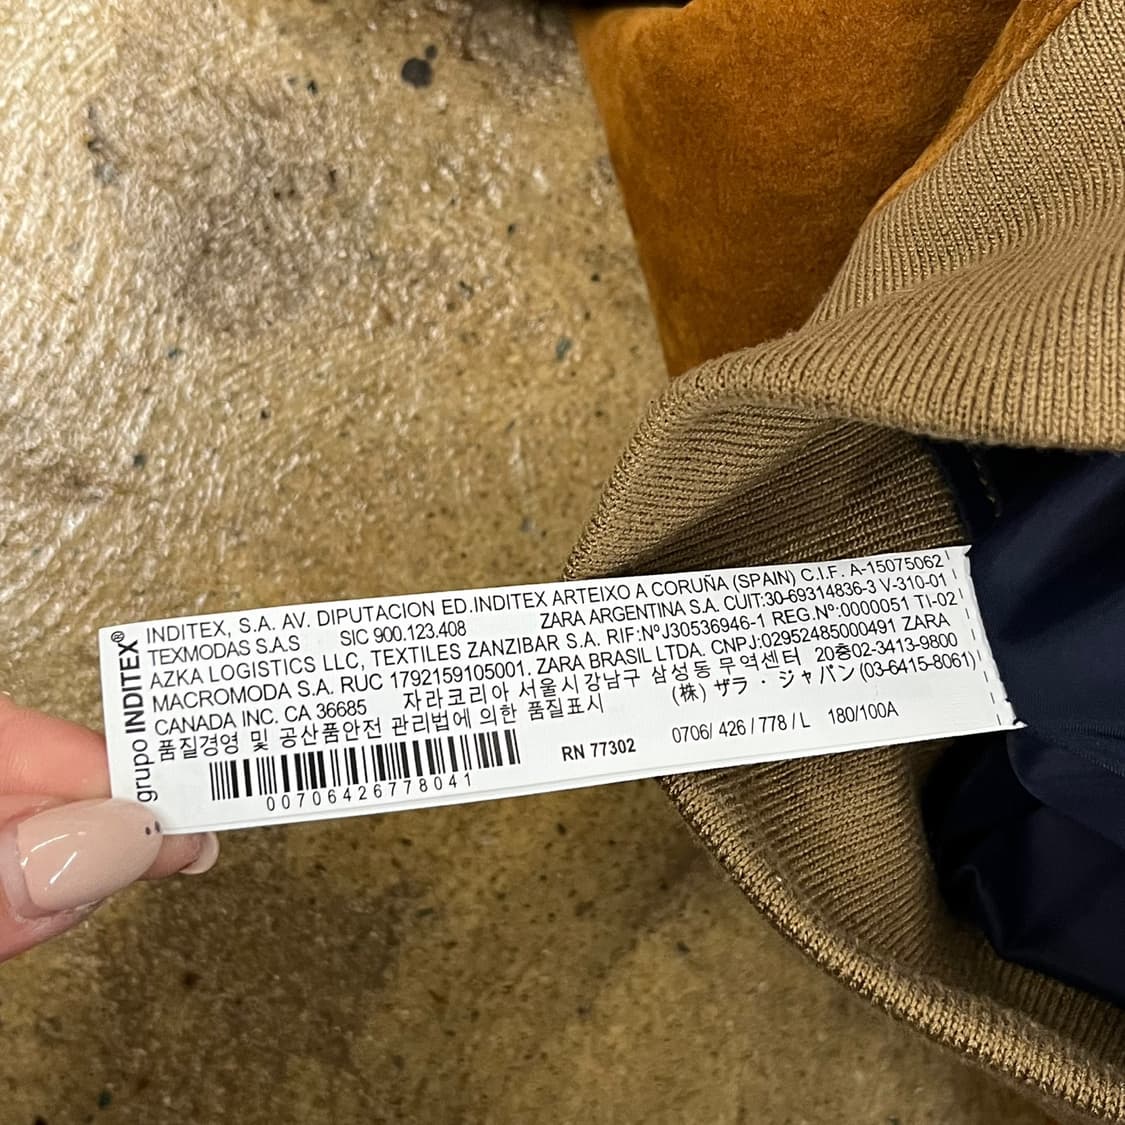 grupo INDITEX®
INDITEX, S.A. AV. DIPUTACION ED.INDITEX ARTEIXO A CORUÑA (SPAIN) C.I.F. A-15075062
TEXMODAS S.A.S SIC 900.123.408 ZARA ARGENTINA S.A. CUIT:30-69314836-3 V-310-01
AZKA LOGISTICS LLC, TEXTILES ZANZIBAR S.A. RIF:NºJ30536946-1 REG.Nº:0000051 TI-02
MACROMODA S.A. RUC 1792159105001. ZARA BRASIL LTDA. CNPJ:02952485000491 ZARA
CANADA INC. CA 36685 자라코리아 서울시강남구 삼성동무역센터 20층02-3413-9800
품질경영 및 공산품안전 관리법에 의한 품질표시 (株) ザラ・ジャパン(03-6415-8061)
00706426778041
RN 77302 0706/ 426 / 778 / L 180/100A